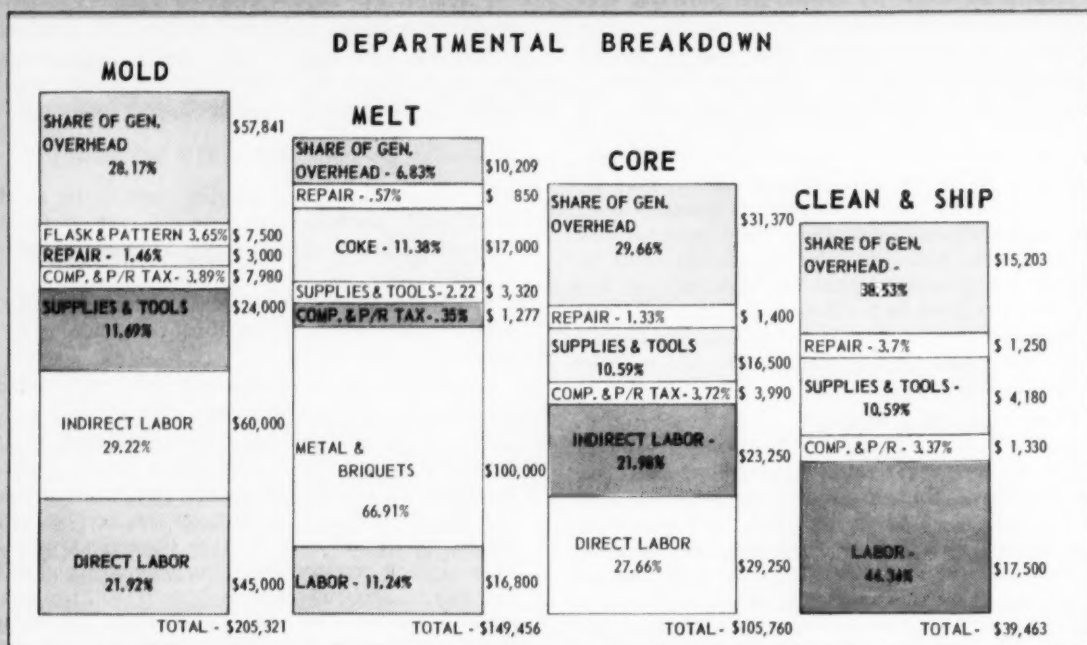 DEPARTMENTAL BREAKDOWN
MOLD
SHARE OF GEN.
OVERHEAD
28.17%
$57,841
FLASK & PATTERN 3.65% $ 7,500
REPAIR - 1.46% $ 3,000
COMP. & P/R TAX - 3.89% $ 7,980
SUPPLIES & TOOLS $24,000
11.69%
INDIRECT LABOR $60,000
29.22%
DIRECT LABOR
21.92% $45,000
TOTAL - $205,321
MELT
SHARE OF GEN.
OVERHEAD - 6.83% $10,209
REPAIR - .57% $ 850
COKE - 11.38% $17,000
SUPPLIES & TOOLS - 2.22 $ 3,320
COMP. & P/R TAX - .35% $ 1,277
METAL &
BRIQUETS $100,000
66.91%
LABOR - 11.24% $16,800
TOTAL - $149,456
CORE
SHARE OF GEN. $31,370
OVERHEAD
29.66%
REPAIR - 1.33% $ 1,400
SUPPLIES & TOOLS
10.59% $16,500
COMP. & P/R TAX - 3.72% $ 3,990
INDIRECT LABOR -
21.98% $23,250
DIRECT LABOR
27.66% $29,250
TOTAL - $105,760
CLEAN & SHIP
SHARE OF GEN.
OVERHEAD - $15,203
38.53%
REPAIR - 3.7% $ 1,250
SUPPLIES & TOOLS - $ 4,180
10.59%
COMP. & P/R - 3.37% $ 1,330
LABOR -
44.34% $17,500
TOTAL - $39,463